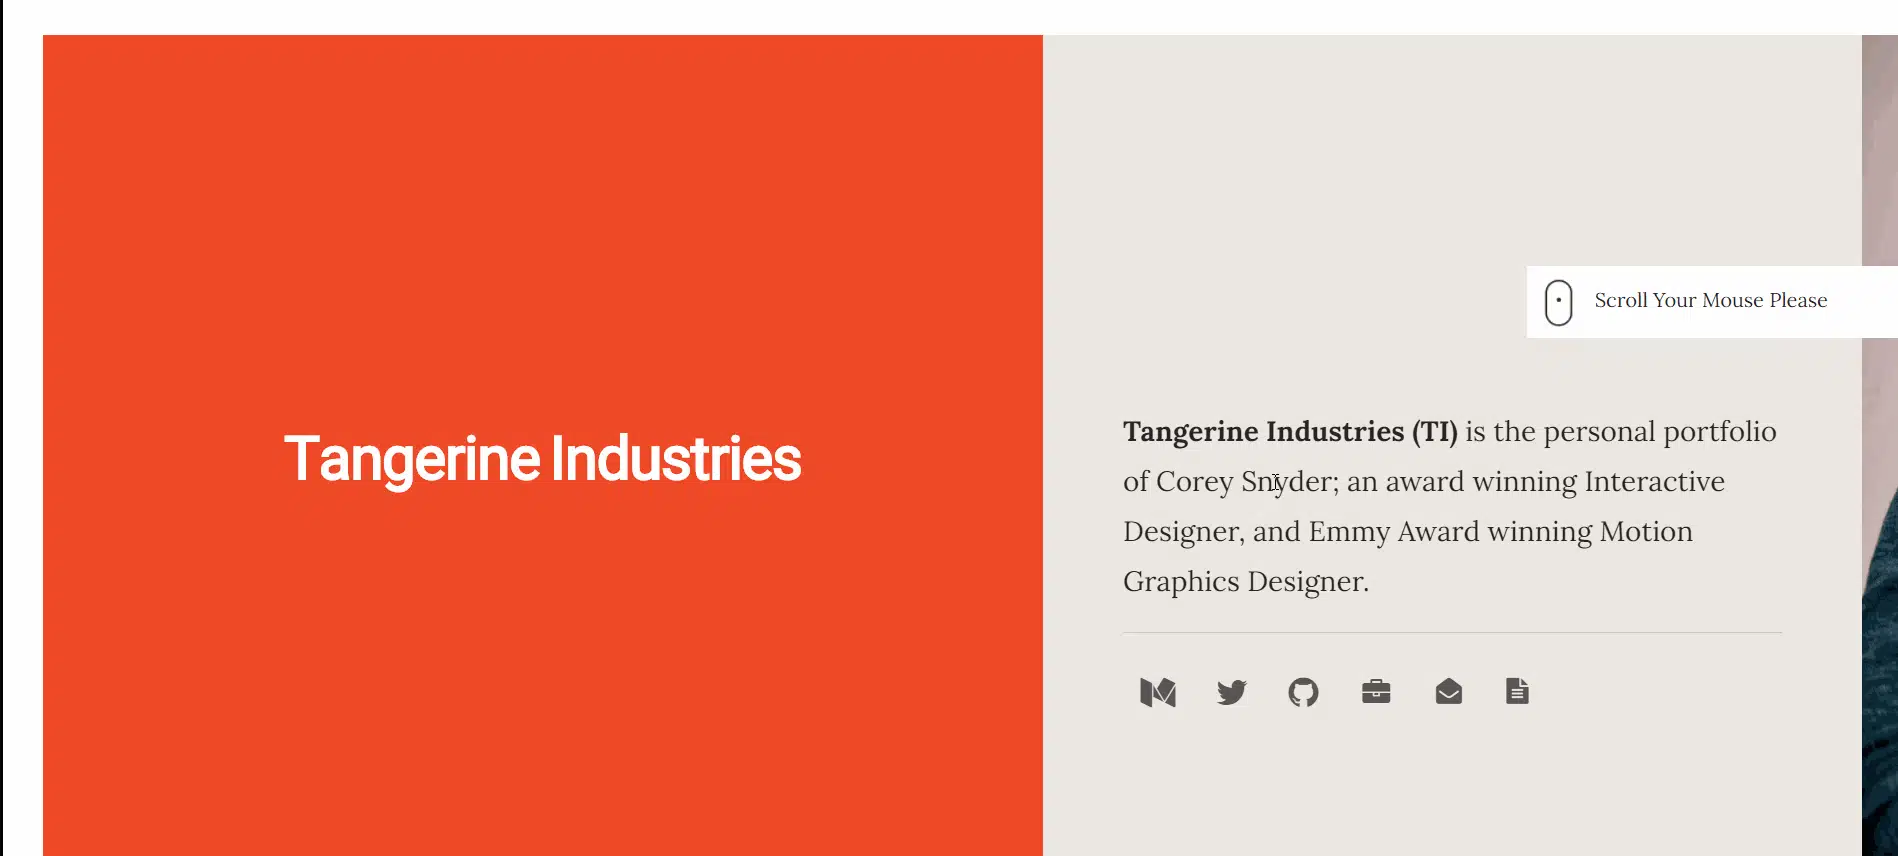 Tangerine Industries
Scroll Your Mouse Please
Tangerine Industries (TI) is the personal portfolio
of Corey Snyder; an award winning Interactive
Designer, and Emmy Award winning Motion
Graphics Designer.